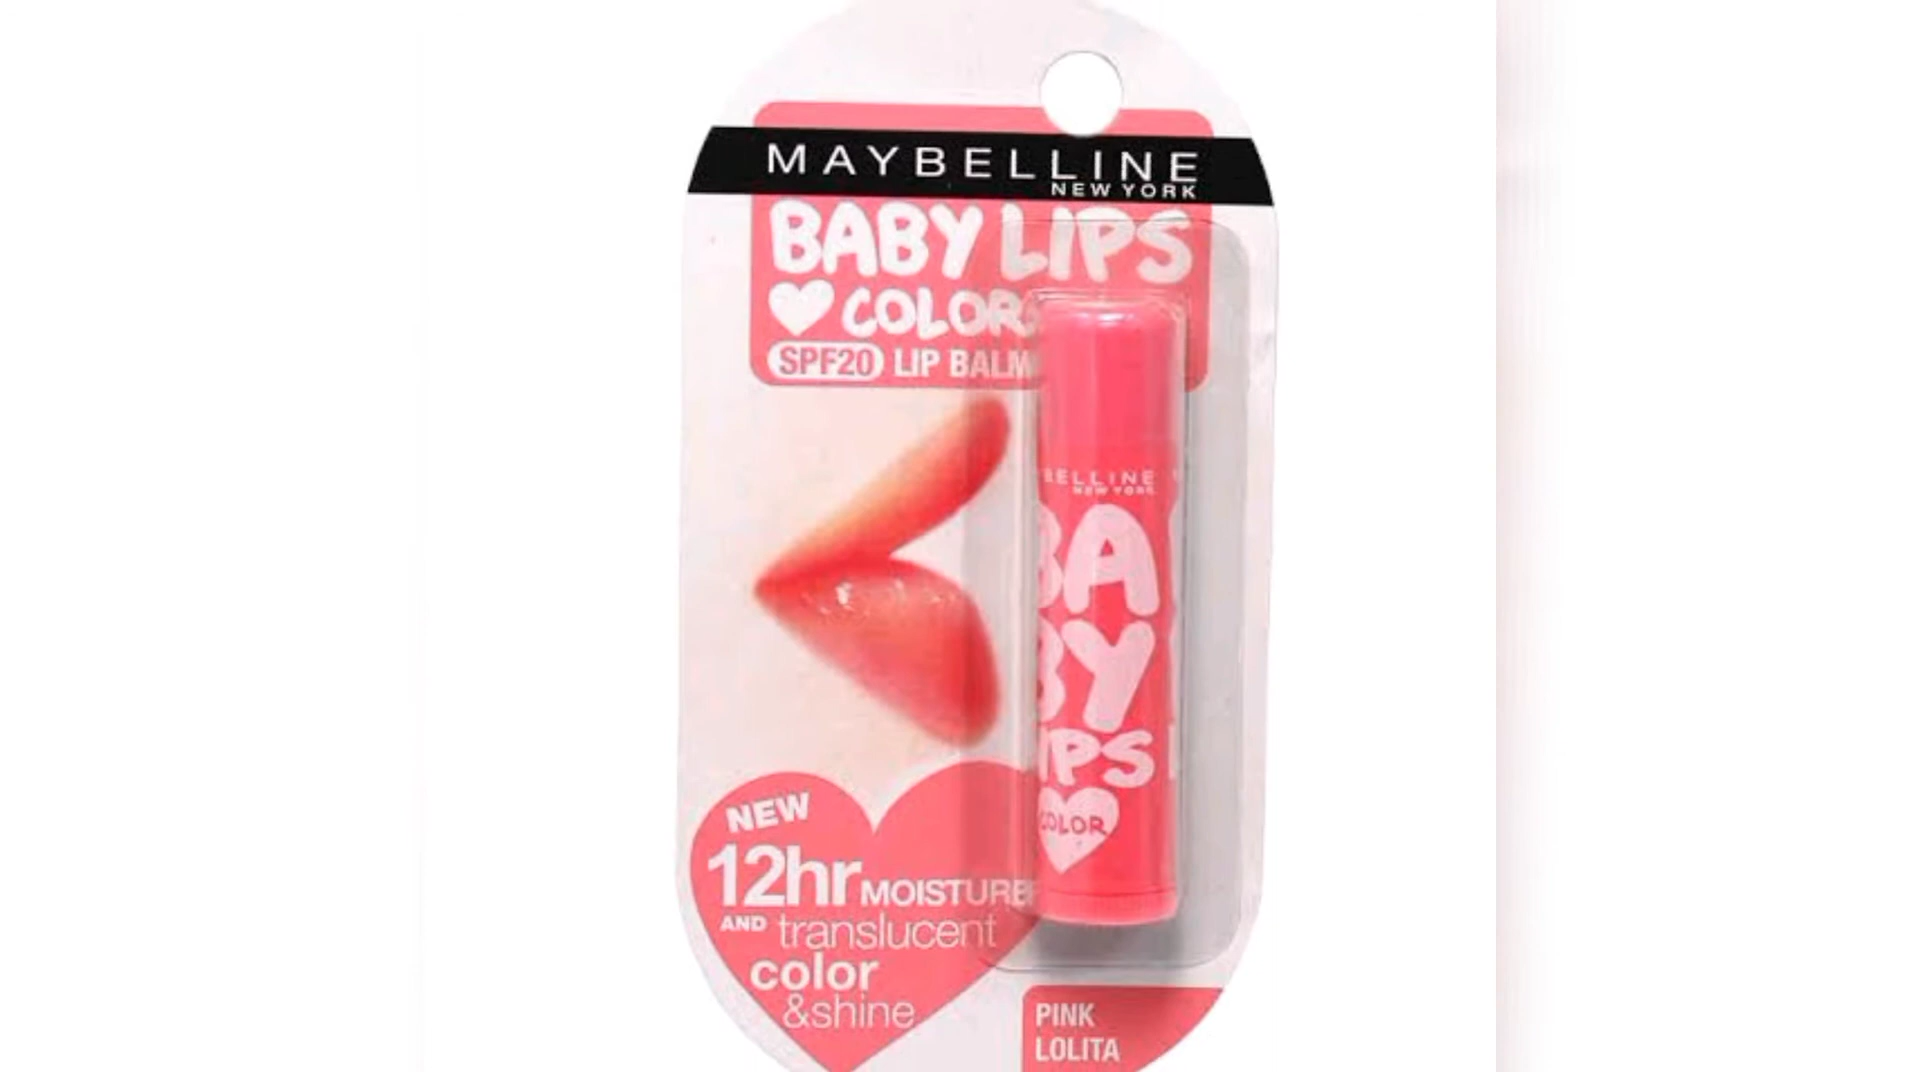 MAYBELLINE
NEW YORK
BABY LIPS
COLOR
SPF20 LIP BALM
BELLINE
NEW YORK
BA
BY
IPS
COLOR
NEW
12hr MOISTURE
AND translucent
color
&shine
PINK
LOLITA